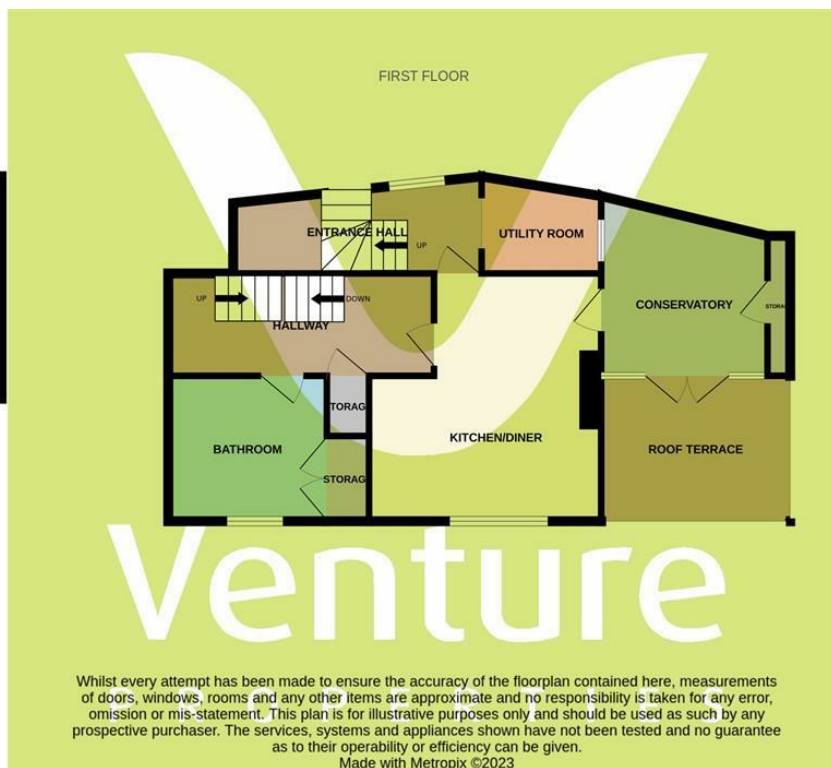 FIRST FLOOR
ENTRANCE HALL
UP
UTILITY ROOM
UP
DOWN
HALLWAY
CONSERVATORY
STORA
TORAG
BATHROOM
KITCHEN/DINER
ROOF TERRACE
STORAG
Venture
PROPERTIES
Whilst every attempt has been made to ensure the accuracy of the floorplan contained here, measurements
of doors, windows, rooms and any other items are approximate and no responsibility is taken for any error,
omission or mis-statement. This plan is for illustrative purposes only and should be used as such by any
prospective purchaser. The services, systems and appliances shown have not been tested and no guarantee
as to their operability or efficiency can be given.
Made with Metropix ©2023